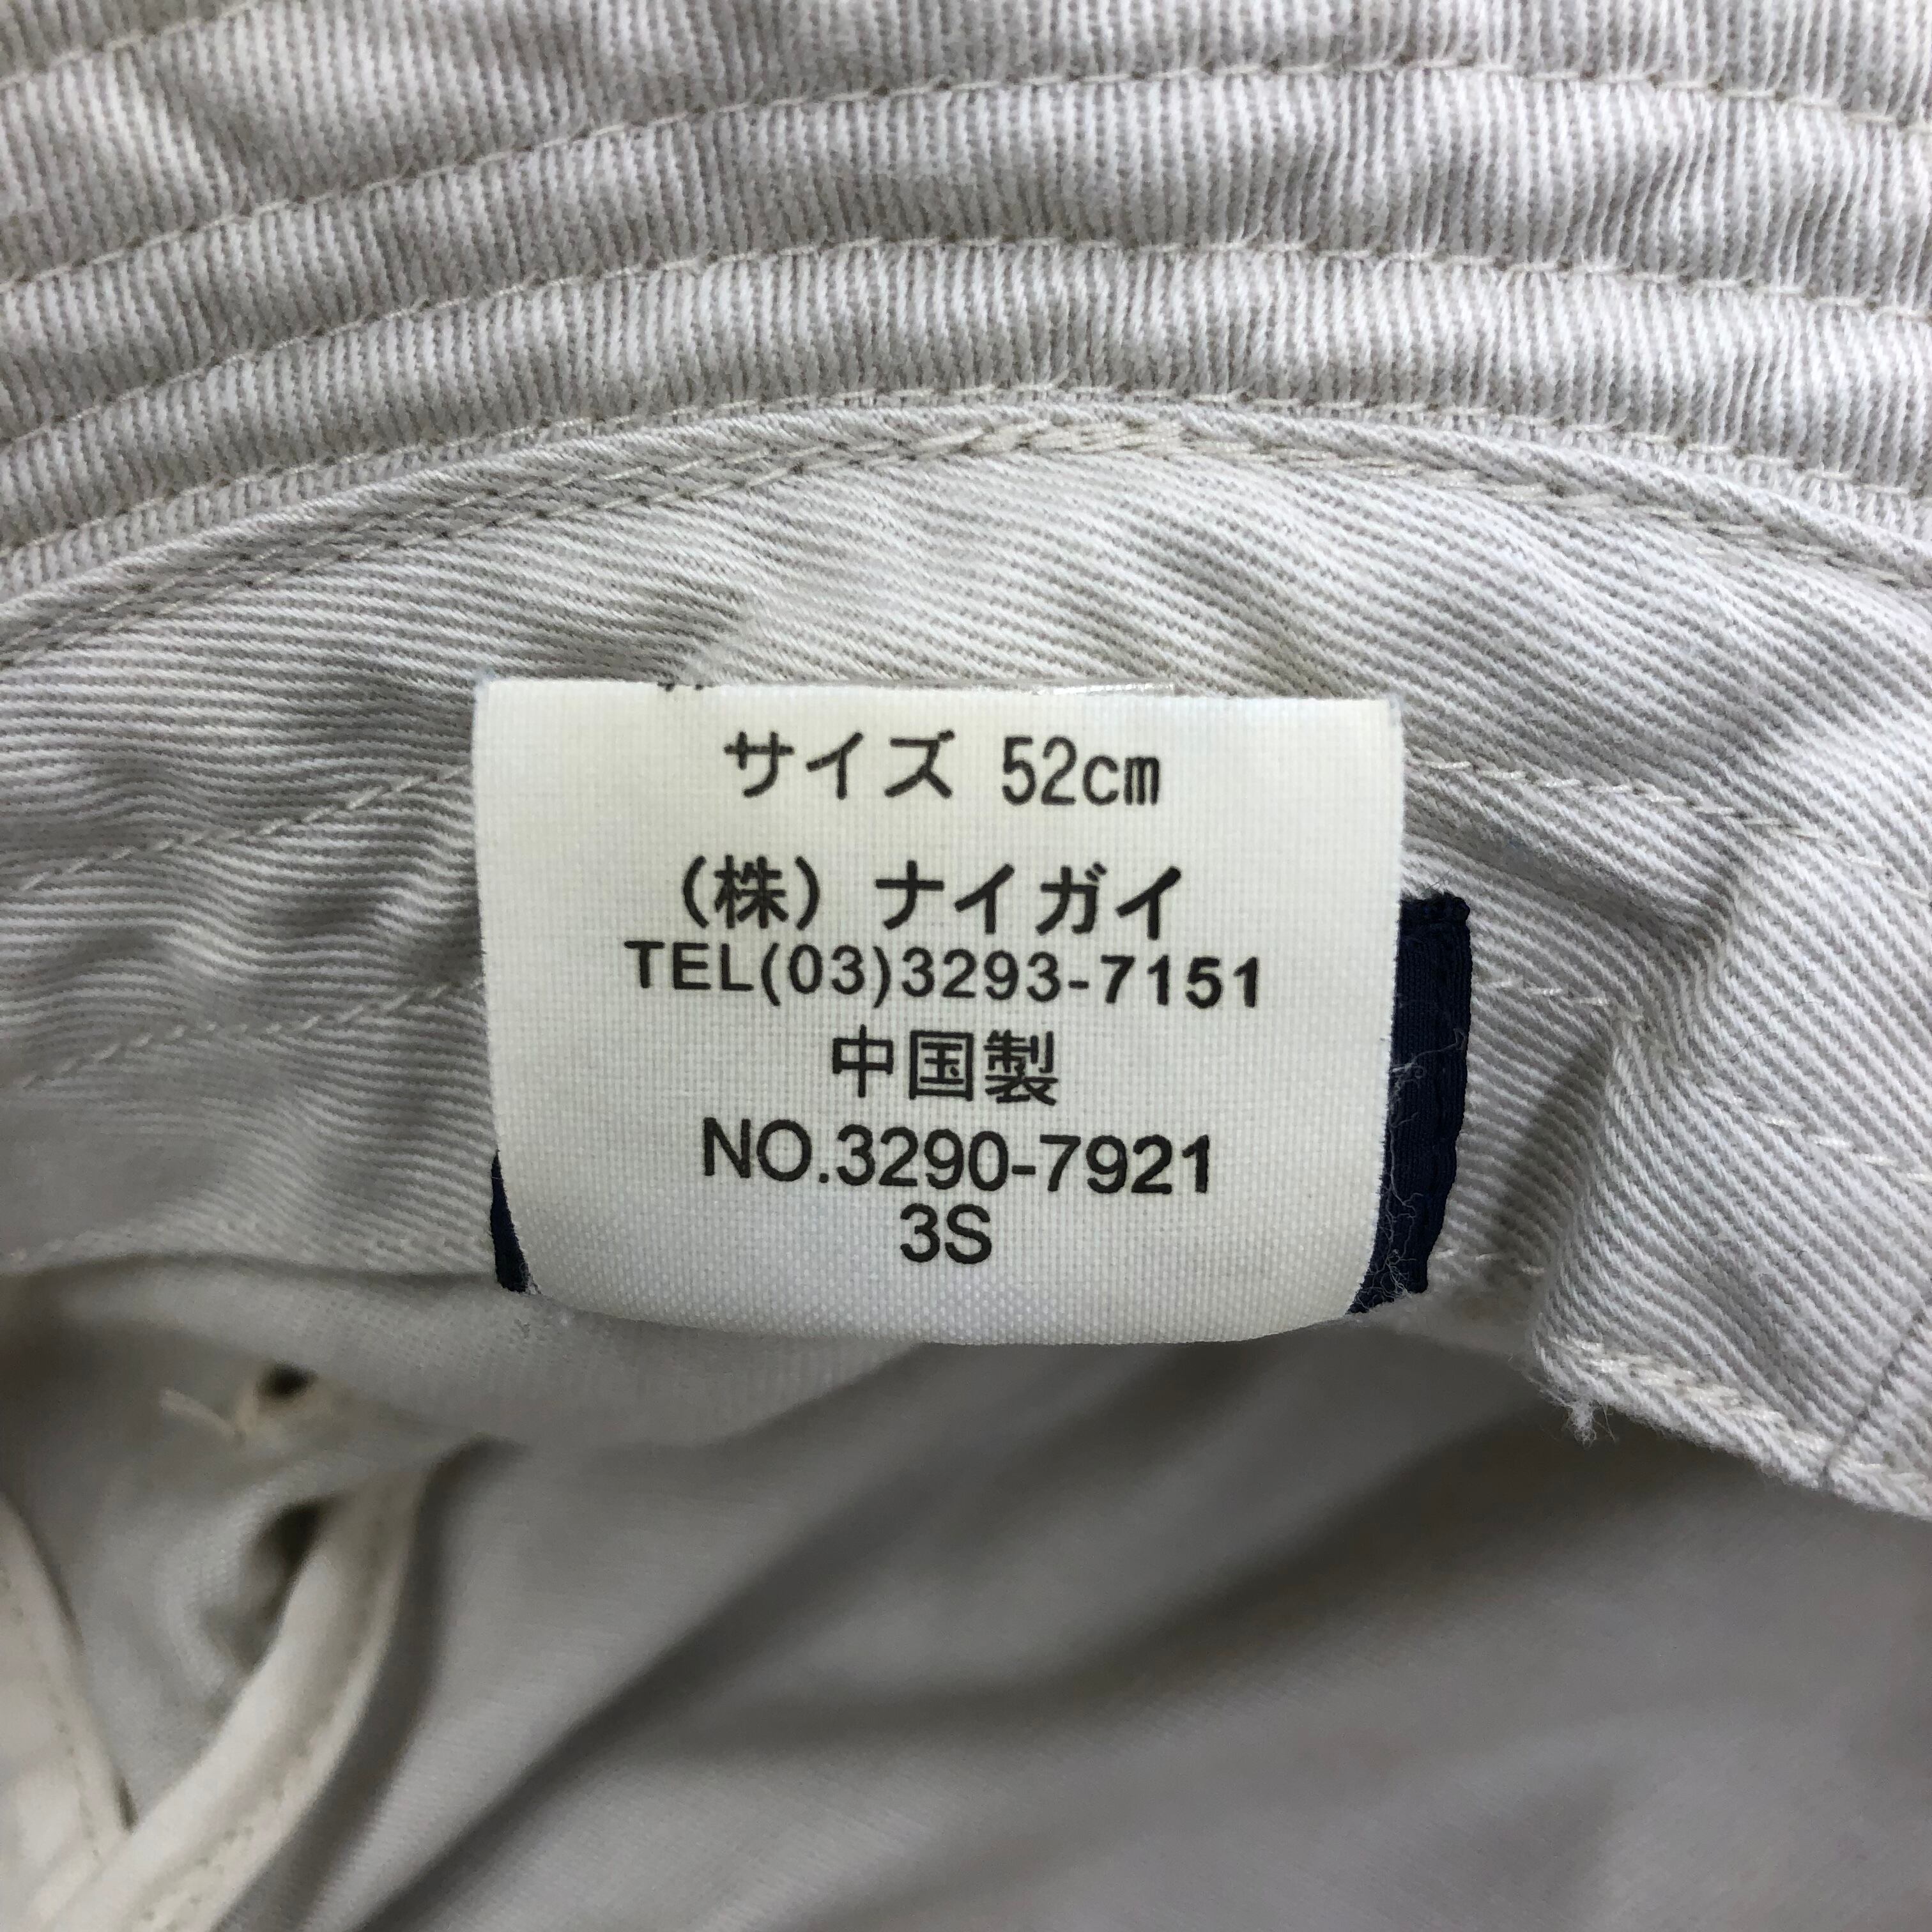 サイズ 52cm
(株) ナイガイ
TEL(03)3293-7151
中国製
NO.3290-7921
3S